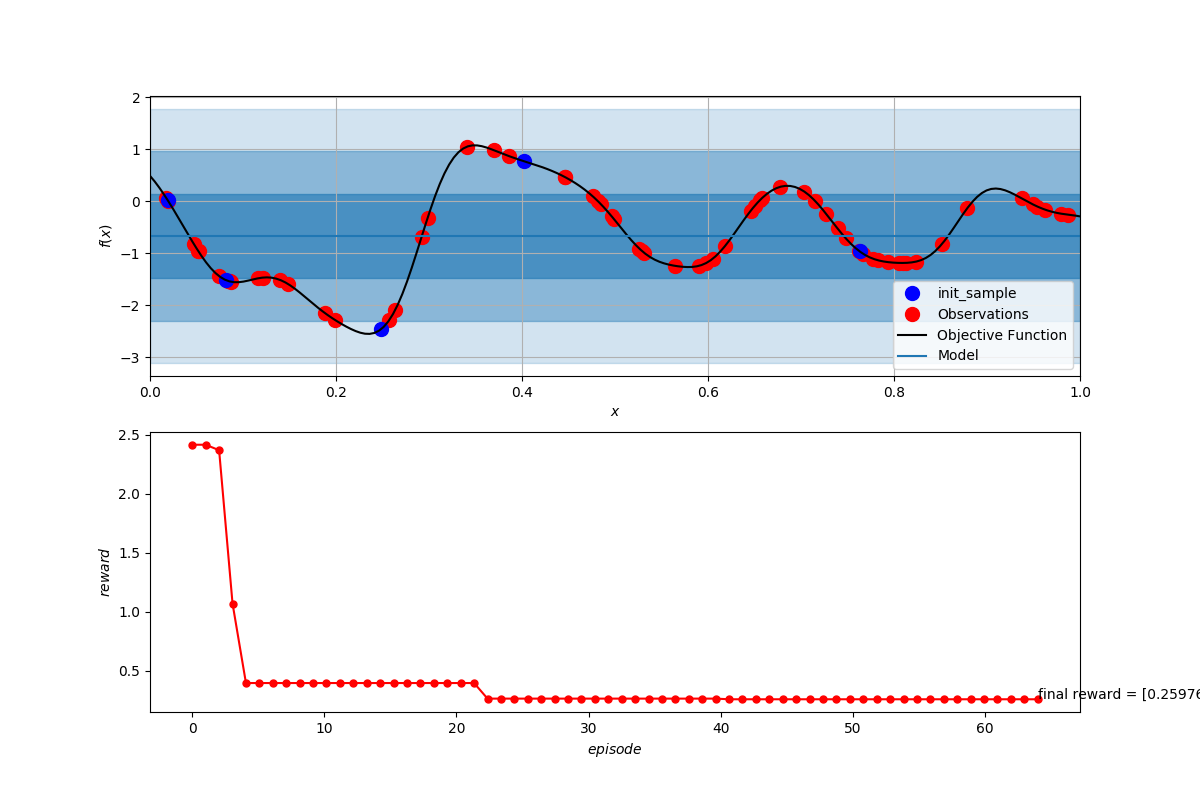 2
1
0
−1
−2
−3
f(x)
init_sample
Observations
Objective Function
Model
0.0 0.2 0.4 0.6 0.8 1.0
x
2.5
2.0
1.5
1.0
0.5
reward
final reward = [0.25976
0 10 20 30 40 50 60
episode